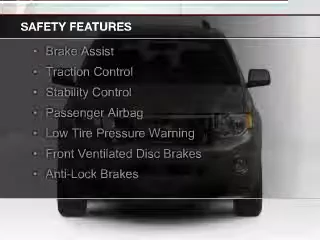 SAFETY FEATURES
• Brake Assist
• Traction Control
• Stability Control
• Passenger Airbag
• Low Tire Pressure Warning
• Front Ventilated Disc Brakes
• Anti-Lock Brakes